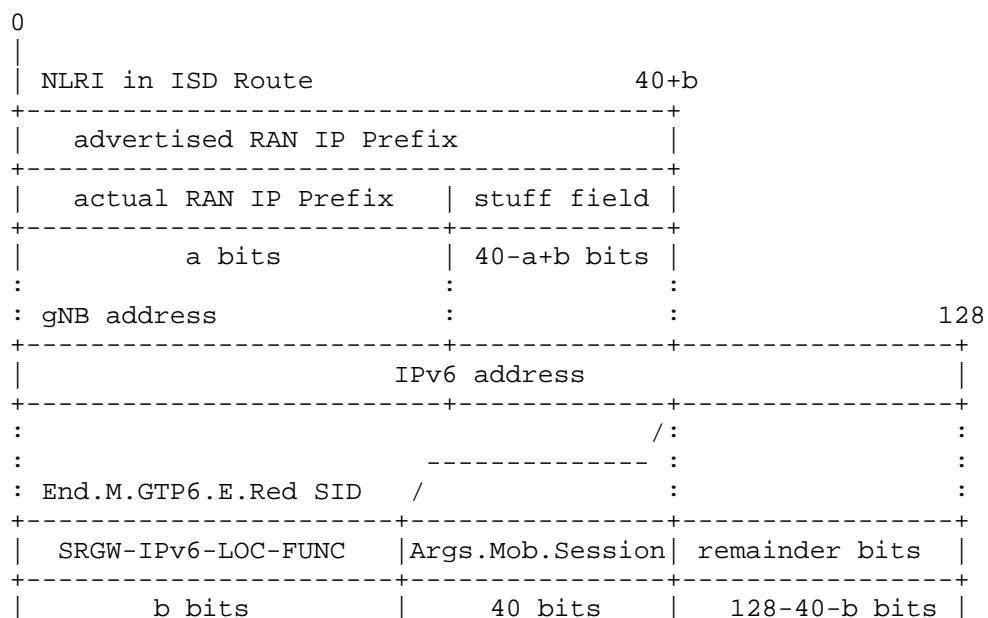 0
NLRI in ISD Route 40+b
advertised RAN IP Prefix
actual RAN IP Prefix | stuff field
a bits | 40-a+b bits
gNB address 128
IPv6 address
End.M.GTP6.E.Red SID
SRGW-IPv6-LOC-FUNC |Args.Mob.Session| remainder bits
b bits | 40 bits | 128-40-b bits